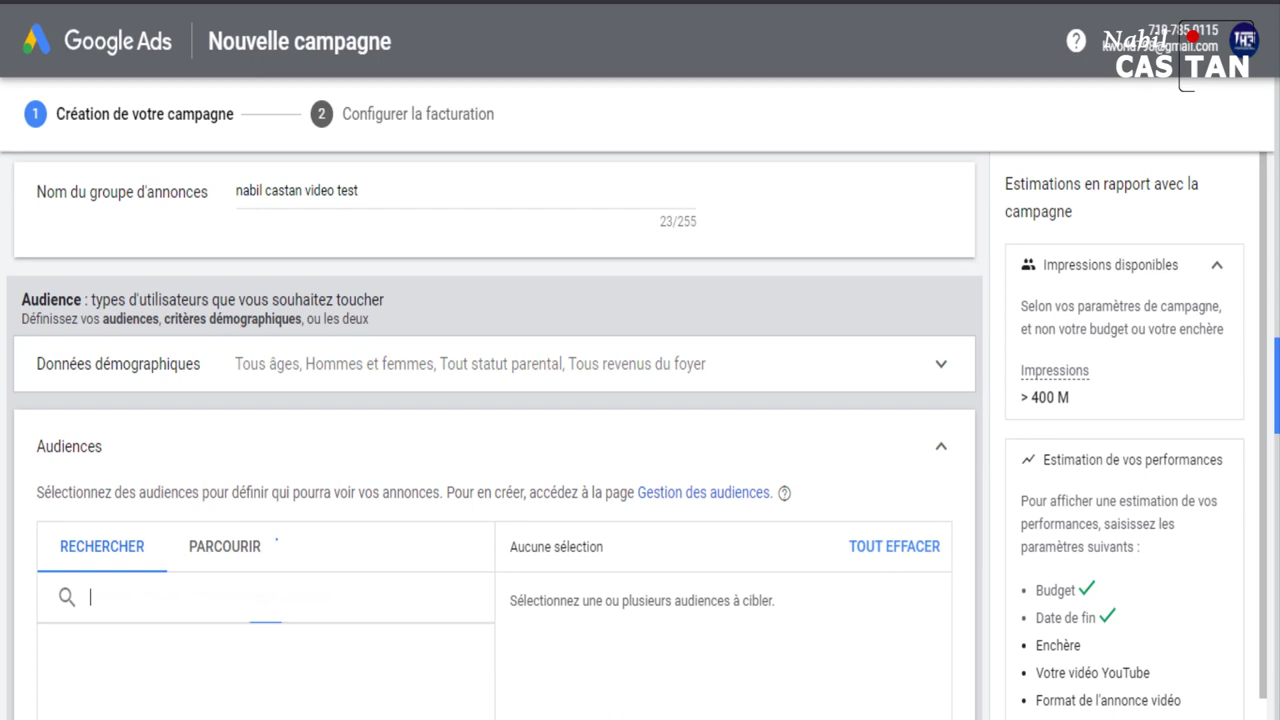 Google Ads
Nouvelle campagne
?
719-785-0115
Nabil
CASTAN
1 Création de votre campagne
2 Configurer la facturation
Nom du groupe d'annonces
nabil castan video test
23/255
Audience : types d'utilisateurs que vous souhaitez toucher
Définissez vos audiences, critères démographiques, ou les deux
Données démographiques
Tous âges, Hommes et femmes, Tout statut parental, Tous revenus du foyer
Audiences
Sélectionnez des audiences pour définir qui pourra voir vos annonces. Pour en créer, accédez à la page Gestion des audiences. ?
RECHERCHER
PARCOURIR
Aucune sélection
TOUT EFFACER
Sélectionnez une ou plusieurs audiences à cibler.
Estimations en rapport avec la
campagne
Impressions disponibles
Selon vos paramètres de campagne,
et non votre budget ou votre enchère
Impressions
> 400 M
Estimation de vos performances
Pour afficher une estimation de vos
performances, saisissez les
paramètres suivants :
• Budget
• Date de fin
• Enchère
• Votre vidéo YouTube
• Format de l'annonce vidéo